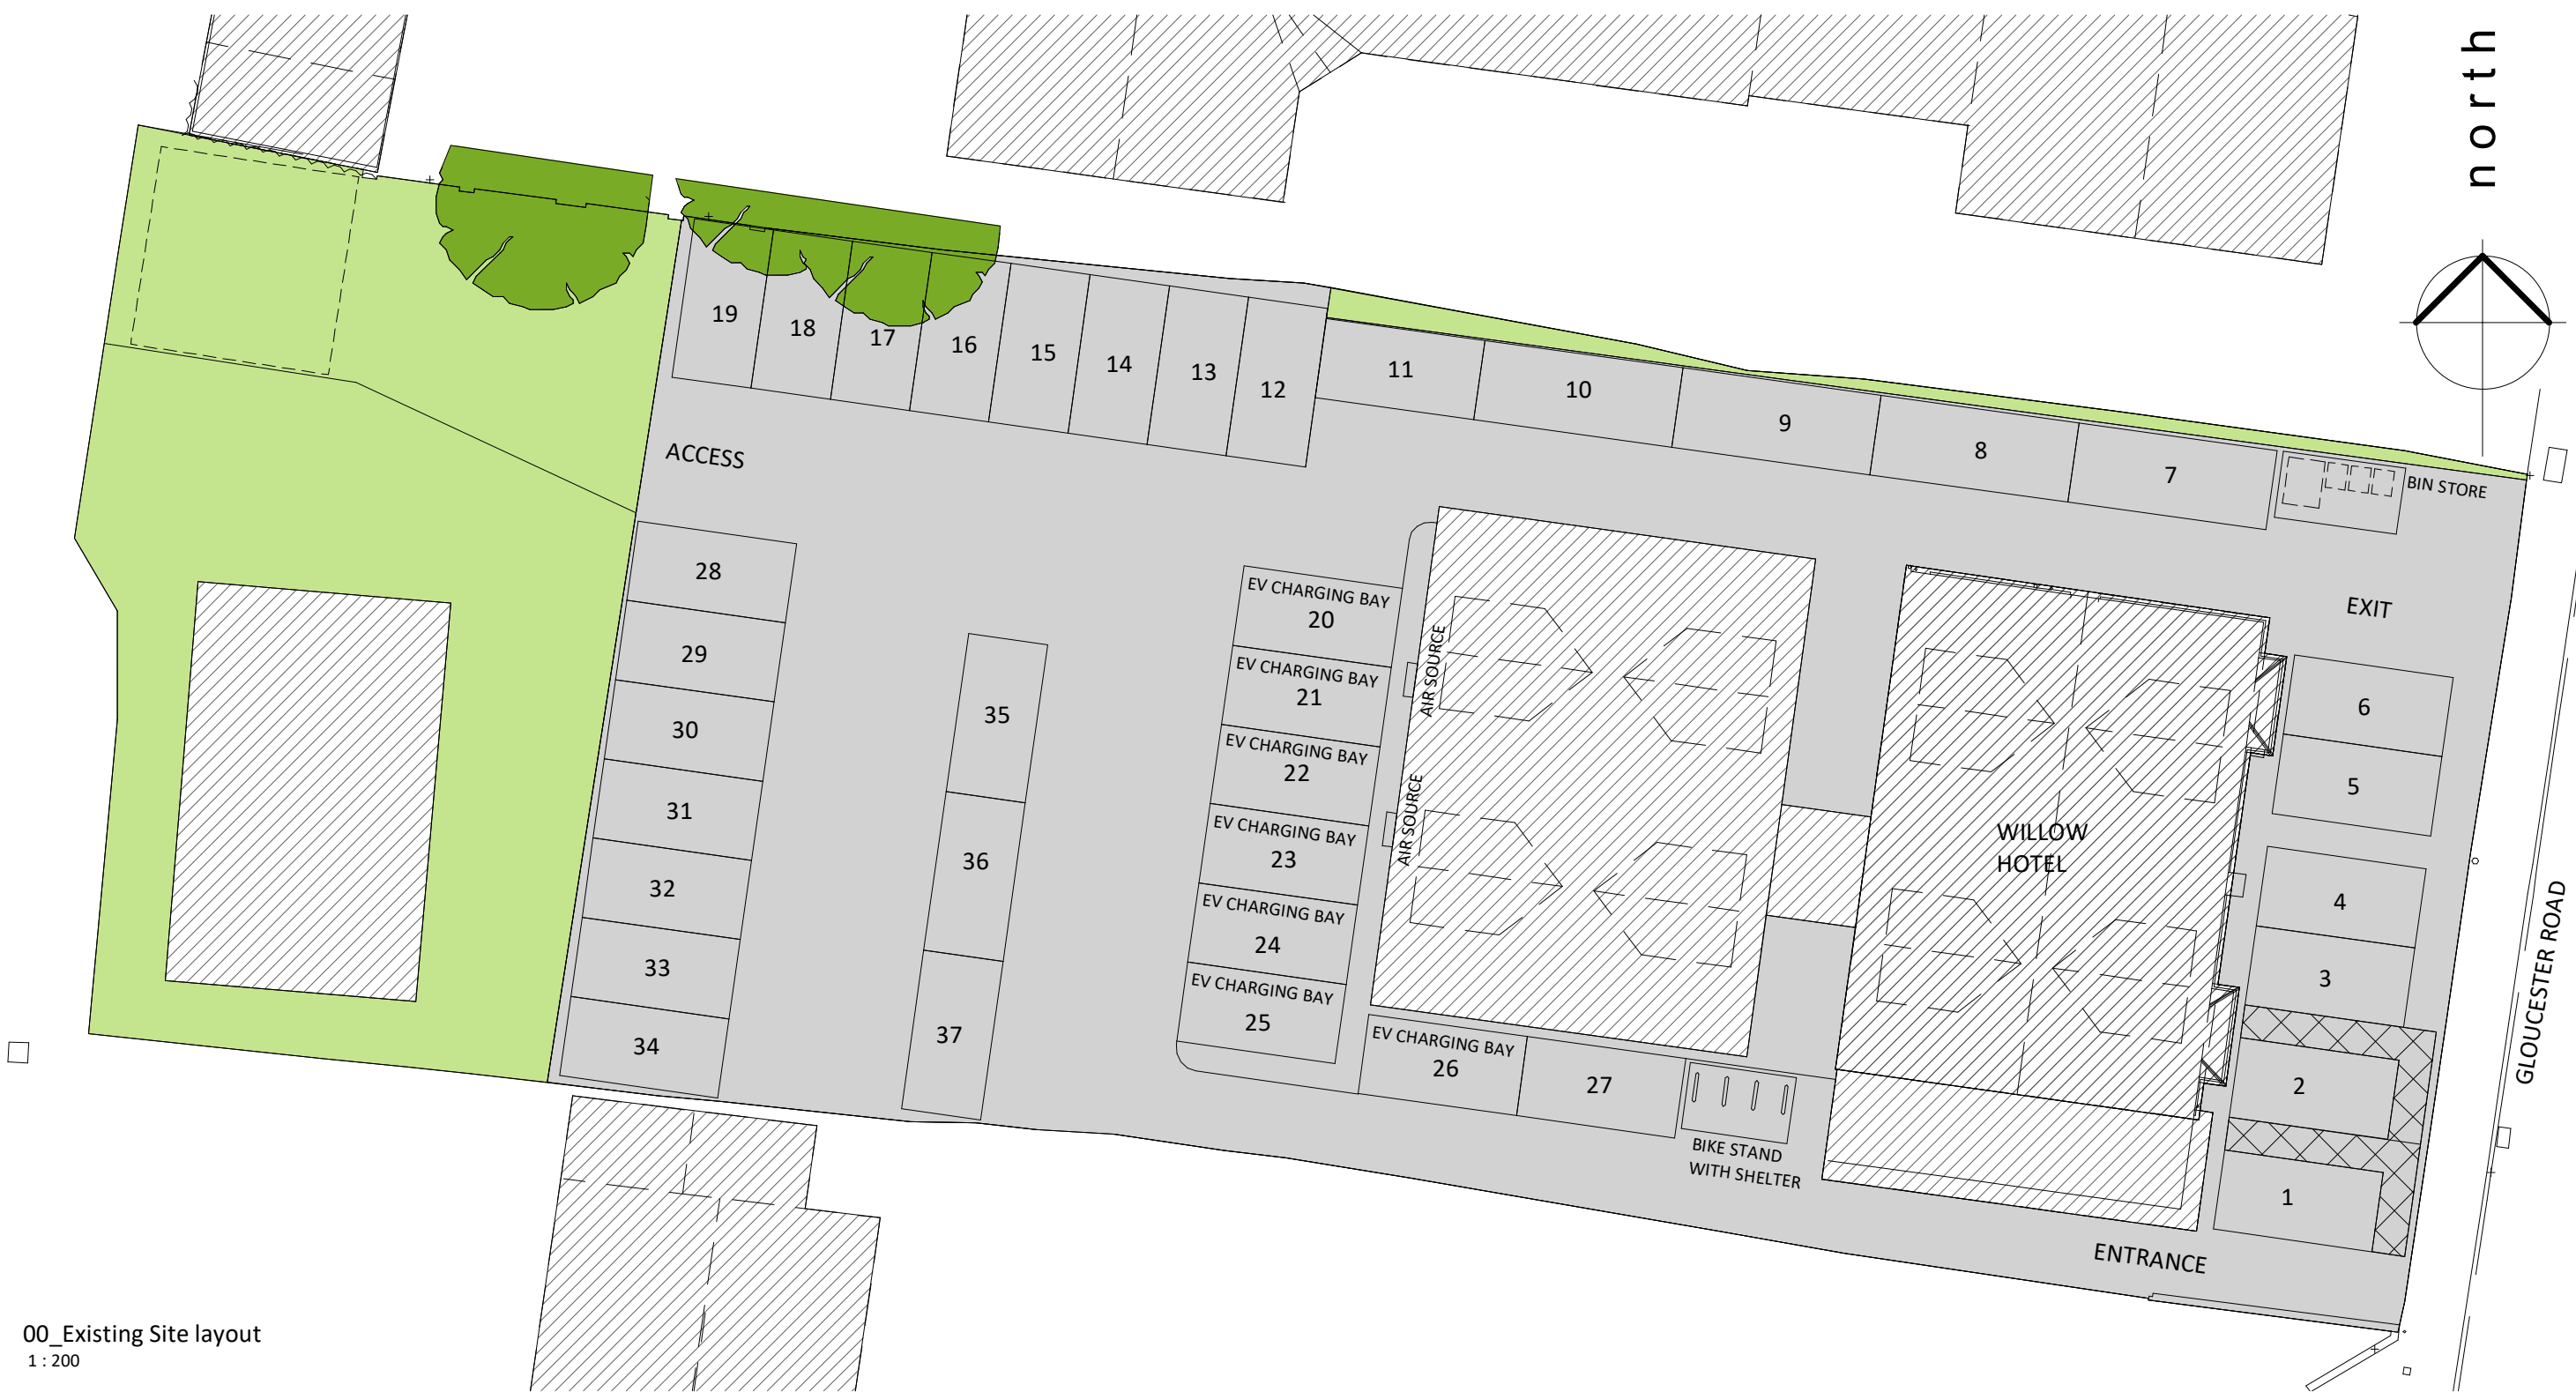 north
19
18
17
16
15
14
13
12
11
10
9
8
7
BIN STORE
ACCESS
EXIT
28
29
30
31
32
33
34
35
36
37
EV CHARGING BAY
20
EV CHARGING BAY
21
EV CHARGING BAY
22
EV CHARGING BAY
23
EV CHARGING BAY
24
EV CHARGING BAY
25
AIR SOURCE
AIR SOURCE
EV CHARGING BAY
26
27
BIKE STAND
WITH SHELTER
WILLOW
HOTEL
6
5
4
3
2
1
GLOUCESTER ROAD
ENTRANCE
00_Existing Site layout
1 : 200